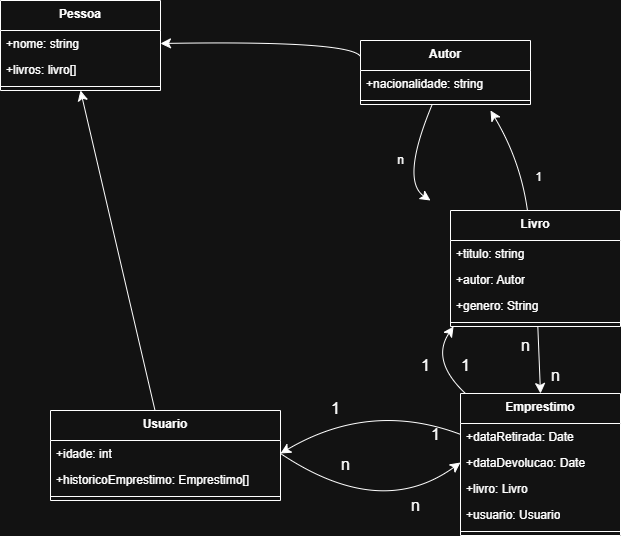 Pessoa
+nome: string
+livros: livro[]
Autor
+nacionalidade: string
n
1
Livro
+titulo: string
+autor: Autor
+genero: String
n
1
1
n
Emprestimo
+dataRetirada: Date
+dataDevolucao: Date
+livro: Livro
+usuario: Usuario
1
1
Usuario
+idade: int
+historicoEmprestimo: Emprestimo[]
n
n